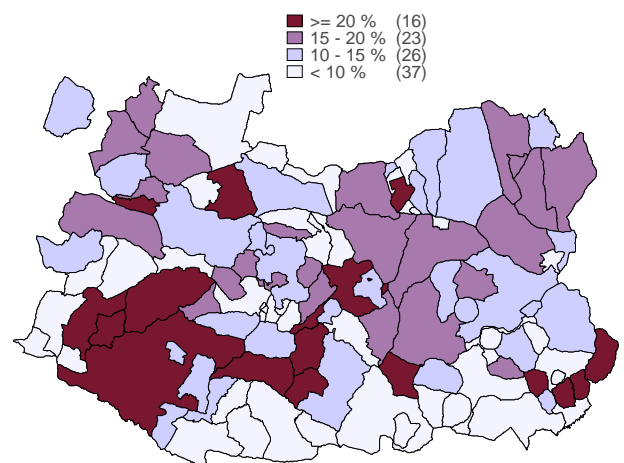 >= 20 % (16)
15 - 20 % (23)
10 - 15 % (26)
< 10 % (37)